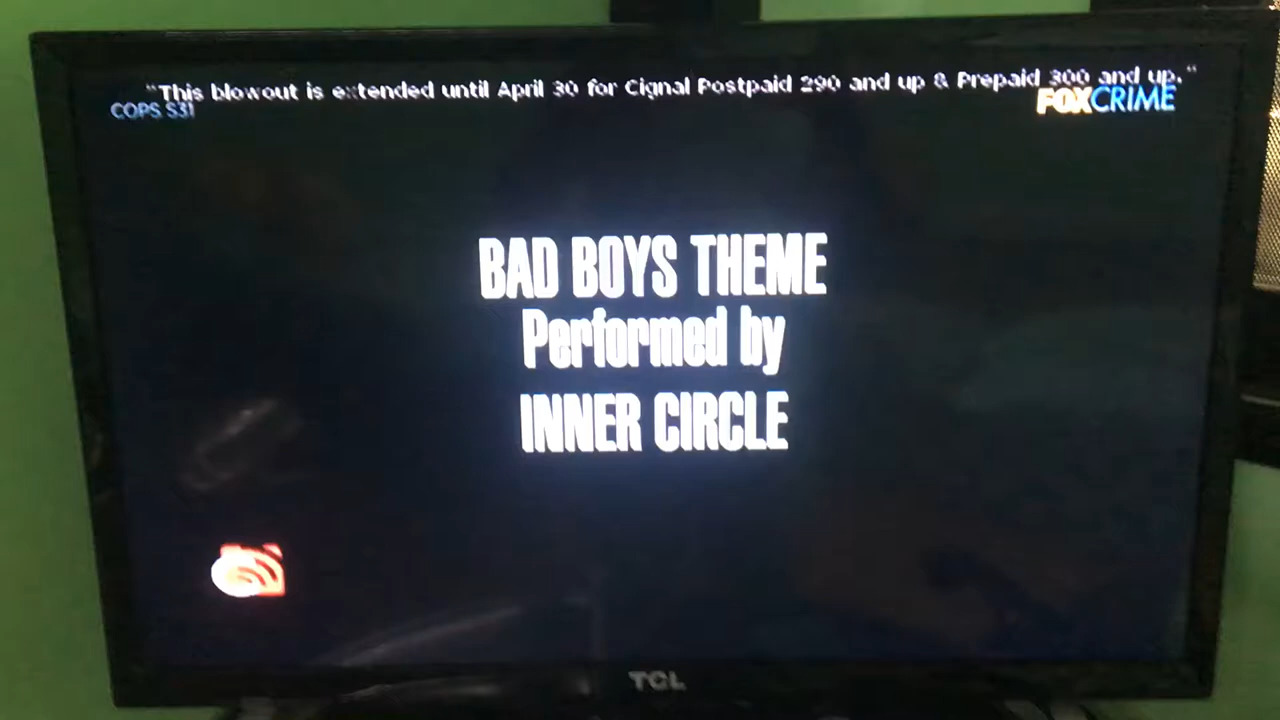 "This blowout is extended until April 30 for Cignal Postpaid 290 and up & Prepaid 300 and up."
COPS S31
FOXCRIME
BAD BOYS THEME
Performed by
INNER CIRCLE
TCL